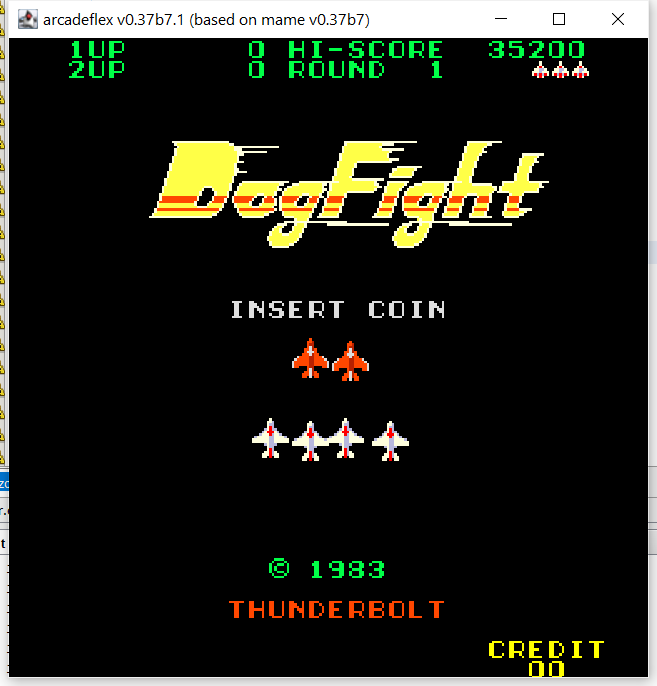 arcadeflex v0.37b7.1 (based on mame v0.37b7)
1UP 0 HI-SCORE 35200
2UP 0 ROUND 1
DogFight
INSERT COIN
© 1983
THUNDERBOLT
CREDIT
00